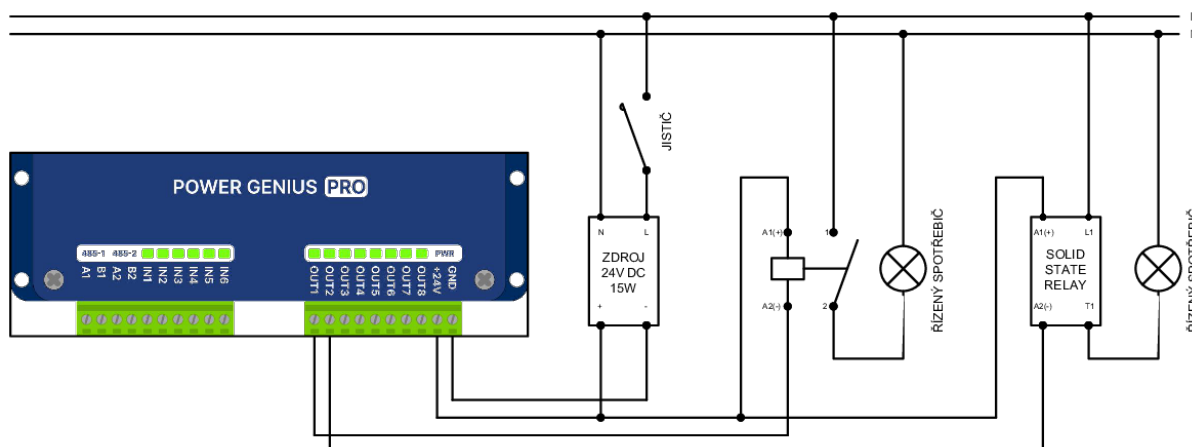 JISTIČ
POWER GENIUS PRO
485-1 485-2
A1 B1 A2 B2 IN1 IN2 IN3 IN4 IN5 IN6
PWR
OUT1 OUT2 OUT3 OUT4 OUT5 OUT6 OUT7 OUT8 +24V GND
N L
ZDROJ
24V DC
15W
+ -
A1(+)
A2(-)
1
2
ŘÍZENÝ SPOTŘEBIČ
A1(+) L1
SOLID
STATE
RELAY
A2(-) T1
ŘÍZENÝ SPOTŘEBIČ